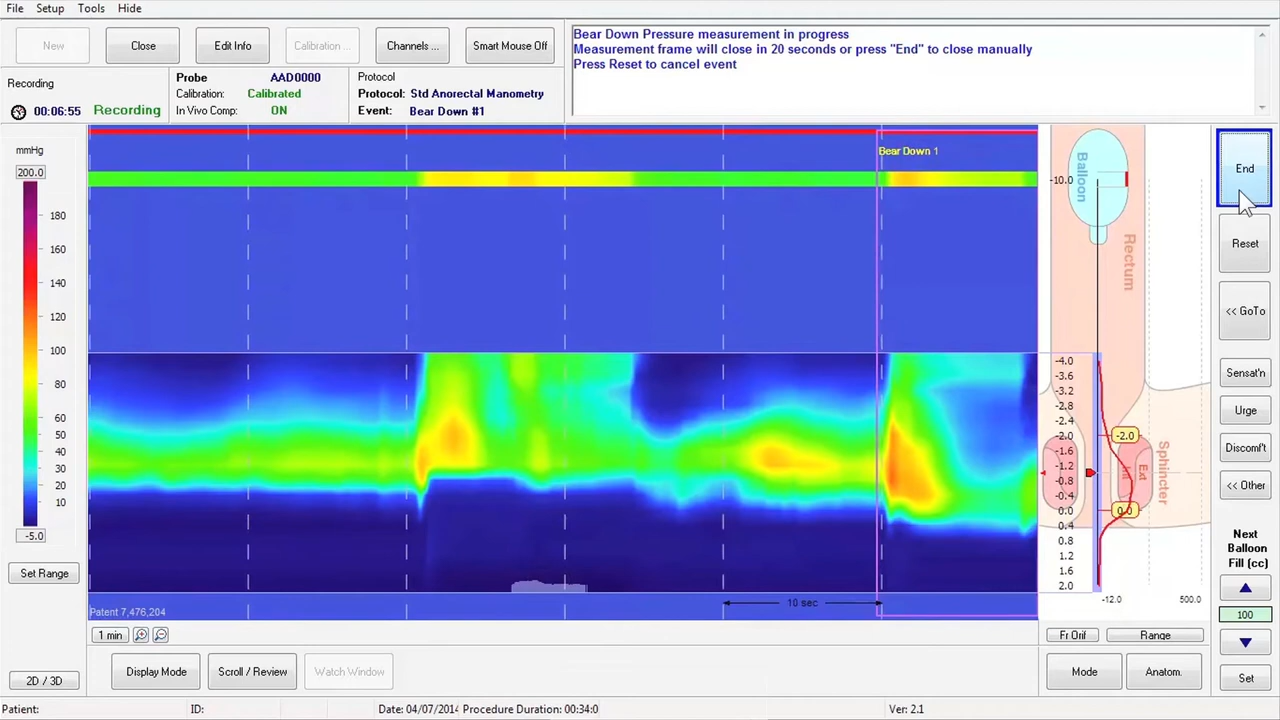 File Setup Tools Hide
New Close Edit Info Calibration ... Channels ... Smart Mouse Off
Bear Down Pressure measurement in progress
Measurement frame will close in 20 seconds or press "End" to close manually
Press Reset to cancel event
Recording
00:06:55 Recording
Probe AAD0000
Calibration: Calibrated
In Vivo Comp: ON
Protocol
Protocol: Std Anorectal Manometry
Event: Bear Down #1
mmHg
200.0
180
160
140
120
100
80
60
50
40
30
20
10
-5.0
Set Range
2D / 3D
Bear Down 1
10 sec
Patent 7,476,204
1 min
Display Mode Scroll / Review Watch Window
Balloon
-10.0
Rectum
-4.0
-3.6
-3.2
-2.8
-2.4
-2.0
-1.6
-1.2
-0.8
-0.4
0.0
0.4
0.8
1.2
1.6
2.0
-2.0
0.0
Int
Ext
Sphincter
-12.0 500.0
Fr Orif Range
Mode Anatom.
End
Reset
<< GoTo
Sensat'n
Urge
Discomf't
<< Other
Next
Balloon
Fill (cc)
100
Set
Patient: ID: Date: 04/07/2014 Procedure Duration: 00:34:0 Ver: 2.1